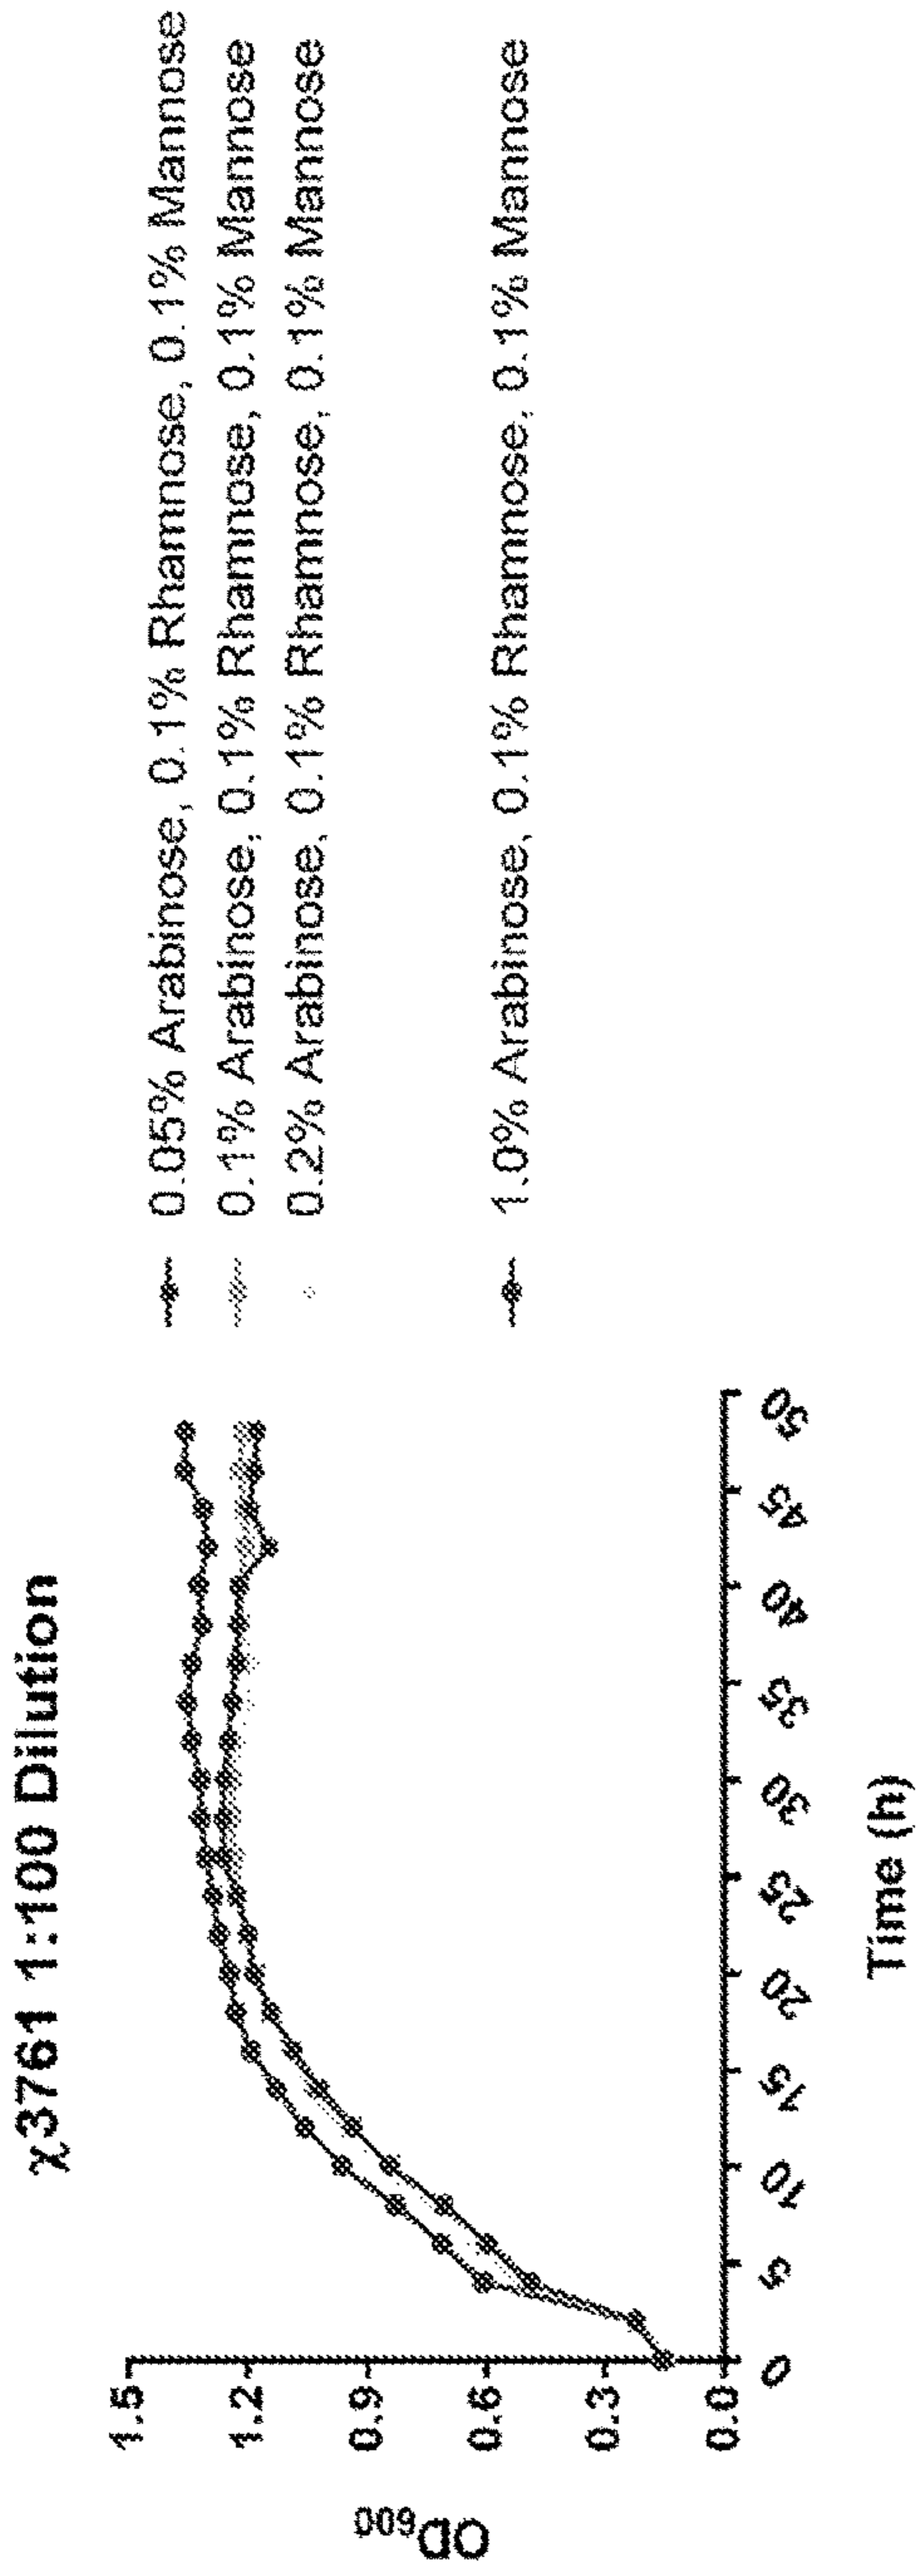 χ3761 1:100 Dilution
OD600
1.5
1.2
0.9
0.6
0.3
0.0
0 5 10 15 20 25 30 35 40 45 50
Time (h)
0.05% Arabinose, 0.1% Rhamnose, 0.1% Mannose
0.1% Arabinose, 0.1% Rhamnose, 0.1% Mannose
0.2% Arabinose, 0.1% Rhamnose, 0.1% Mannose
1.0% Arabinose, 0.1% Rhamnose, 0.1% Mannose